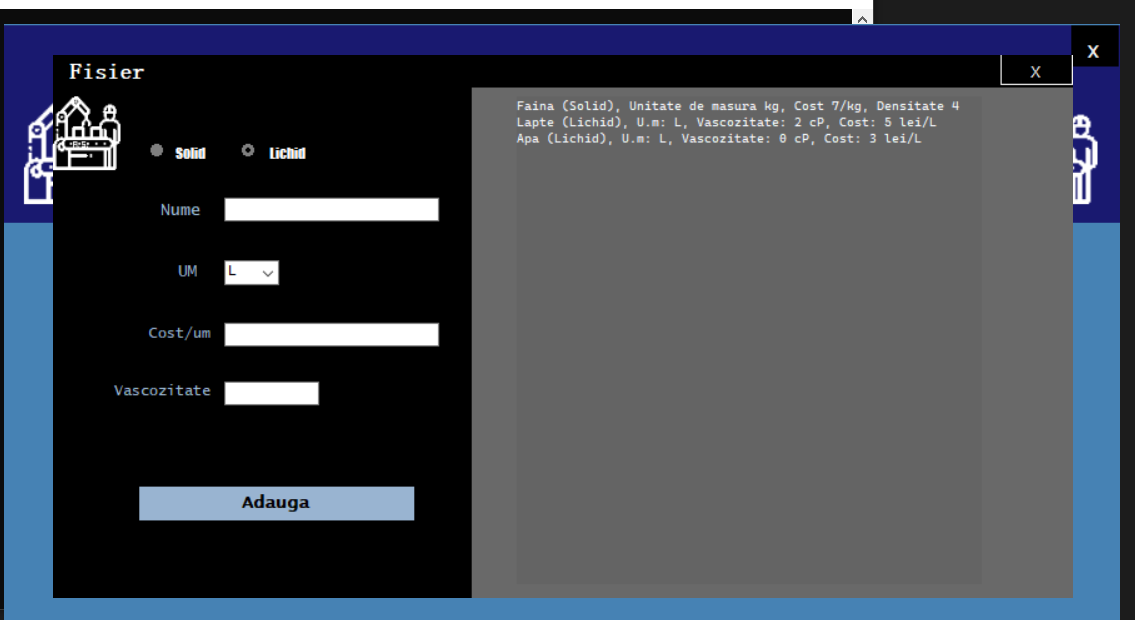 X
Fisier
X
Solid
Lichid
Nume
UM
L
Cost/um
Vascozitate
Adauga
Faina (Solid), Unitate de masura kg, Cost 7/kg, Densitate 4
Lapte (Lichid), U.m: L, Vascozitate: 2 cP, Cost: 5 lei/L
Apa (Lichid), U.m: L, Vascozitate: 0 cP, Cost: 3 lei/L